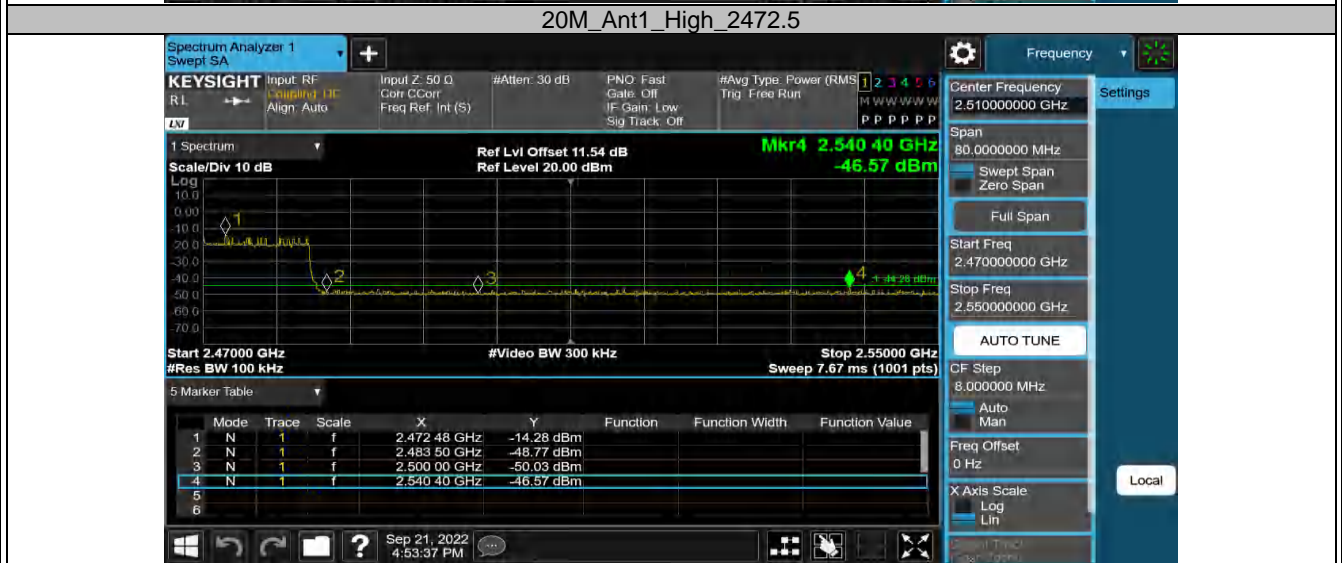 20M_Ant1_High_2472.5
Spectrum Analyzer 1
Swept SA
Frequency
KEYSIGHT
RL
LXI
Input: RF
Coupling: DC
Align: Auto
Input Z: 50 Ω
Corr CCorr
Freq Ref: Int (S)
#Atten: 30 dB
PNO: Fast
Gate: Off
IF Gain: Low
Sig Track: Off
#Avg Type: Power (RMS
Trig: Free Run
1 2 3 4 5 6
M W W W W W
P P P P P P
1 Spectrum
Scale/Div 10 dB
Ref Lvl Offset 11.54 dB
Ref Level 20.00 dBm
Mkr4 2.540 40 GHz
-46.57 dBm
Log
10.0
0.00
-10.0
-20.0
-30.0
-40.0
-50.0
-60.0
-70.0
1
2
3
4
Start 2.47000 GHz
#Res BW 100 kHz
#Video BW 300 kHz
Stop 2.55000 GHz
Sweep 7.67 ms (1001 pts)
5 Marker Table
Mode Trace Scale X Y Function Function Width Function Value
1 N 1 f 2.472 48 GHz -14.28 dBm
2 N 1 f 2.483 50 GHz -48.77 dBm
3 N 1 f 2.500 00 GHz -50.03 dBm
4 N 1 f 2.540 40 GHz -46.57 dBm
5
6
Sep 21, 2022
4:53:37 PM
Center Frequency
2.510000000 GHz
Settings
Span
80.0000000 MHz
Swept Span
Zero Span
Full Span
Start Freq
2.470000000 GHz
Stop Freq
2.550000000 GHz
AUTO TUNE
CF Step
8.000000 MHz
Auto
Man
Freq Offset
0 Hz
X Axis Scale
Log
Lin
Local